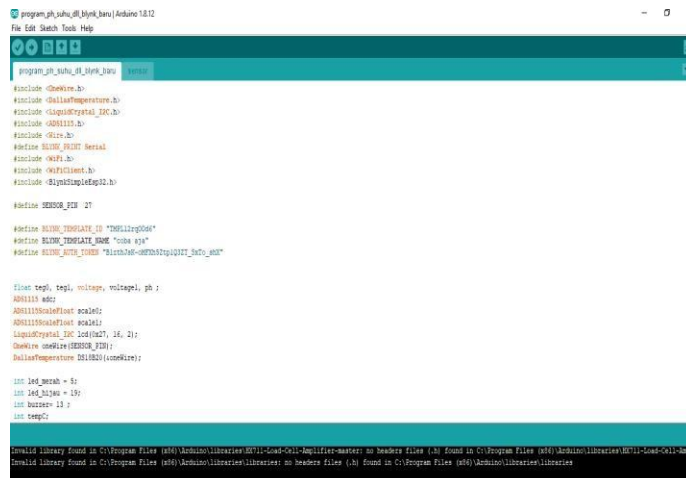 program_ph_suhu_dll_blynk_baru | Arduino 1.8.12
File Edit Sketch Tools Help
program_ph_suhu_dll_blynk_baru sensor
#include <OneWire.h>
#include <DallasTemperature.h>
#include <LiquidCrystal_I2C.h>
#include <ADS1115.h>
#include <Wire.h>
#define BLYNK_PRINT Serial
#include <WiFi.h>
#include <WiFiClient.h>
#include <BlynkSimpleEsp32.h>
#define SENSOR_PIN 27
#define BLYNK_TEMPLATE_ID
#define BLYNK_TEMPLATE_NAME "coba aja"
#define BLYNK_AUTH_TOKEN
float teg0, teg1, voltage, voltage1, ph ;
ADS1115 adc;
ADS1115ScaleFloat scale0;
ADS1115ScaleFloat scale1;
LiquidCrystal_I2C lcd(0x27, 16, 2);
OneWire oneWire(SENSOR_PIN);
DallasTemperature DS18B20(&oneWire);
int led_merah = 5;
int led_hijau = 19;
int buzzer= 13 ;
int tempC;
Invalid library found in C:\Program Files (x86)\Arduino\libraries\HX711-Load-Cell-Amplifier-master: no headers files (.h) found in C:\Program Files (x86)\Arduino\libraries\HX711-Load-Cell-Am
Invalid library found in C:\Program Files (x86)\Arduino\libraries\libraries: no headers files (.h) found in C:\Program Files (x86)\Arduino\libraries\libraries